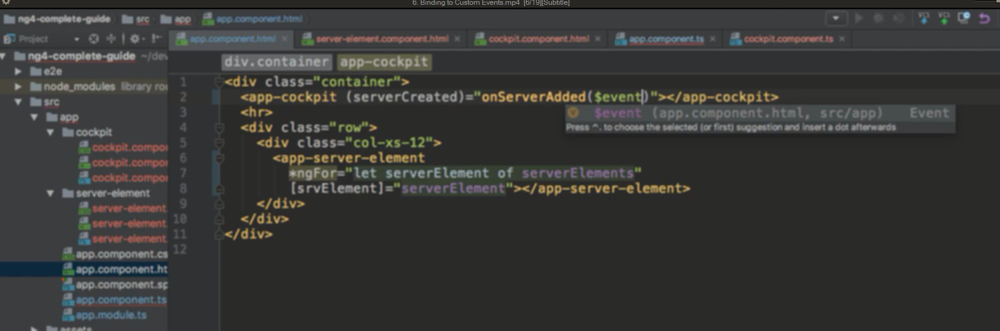 6. Binding to Custom Events.mp4 [6/19][Subtitle]
ng4-complete-guide src app app.component.html
Project
app.component.html server-element.component.html cockpit.component.html app.component.ts cockpit.component.ts
ng4-complete-guide ~/dev
e2e
node_modules library roo
src
app
cockpit
cockpit.compon
cockpit.compon
cockpit.compon
server-element
server-element.
server-element.
server-element.
app.component.cs
app.component.ht
app.component.sp
app.component.ts
app.module.ts
assets
div.container app-cockpit
1 <div class="container">
2 <app-cockpit (serverCreated)="onServerAdded($event)"></app-cockpit>
3 <hr>
4 <div class="row">
5 <div class="col-xs-12">
6 <app-server-element
7 *ngFor="let serverElement of serverElements"
8 [srvElement]="serverElement"></app-server-element>
9 </div>
10 </div>
11 </div>
12
$event (app.component.html, src/app) Event
Press ^. to choose the selected (or first) suggestion and insert a dot afterwards